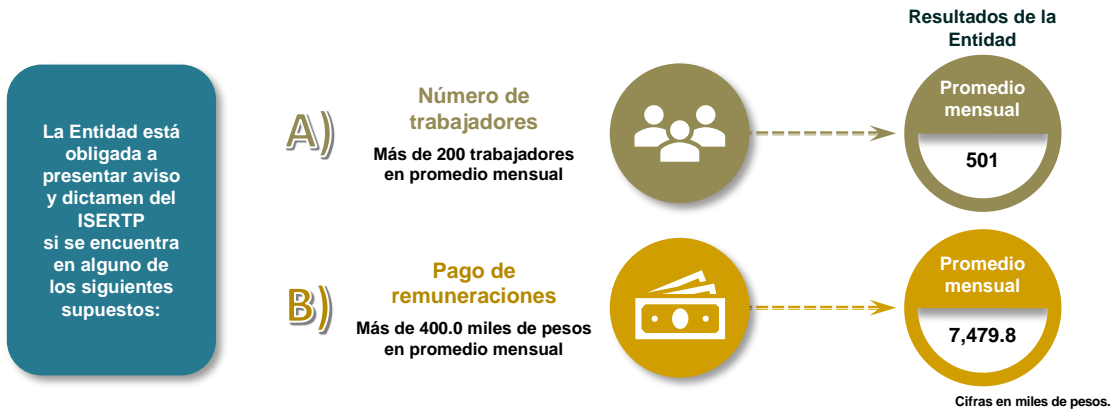 Resultados de la
Entidad
La Entidad está
obligada a
presentar aviso
y dictamen del
ISERTP
si se encuentra
en alguno de
los siguientes
supuestos:
A)
Número de
trabajadores
Más de 200 trabajadores
en promedio mensual
Promedio
mensual
501
B)
Pago de
remuneraciones
Más de 400.0 miles de pesos
en promedio mensual
Promedio
mensual
7,479.8
Cifras en miles de pesos.